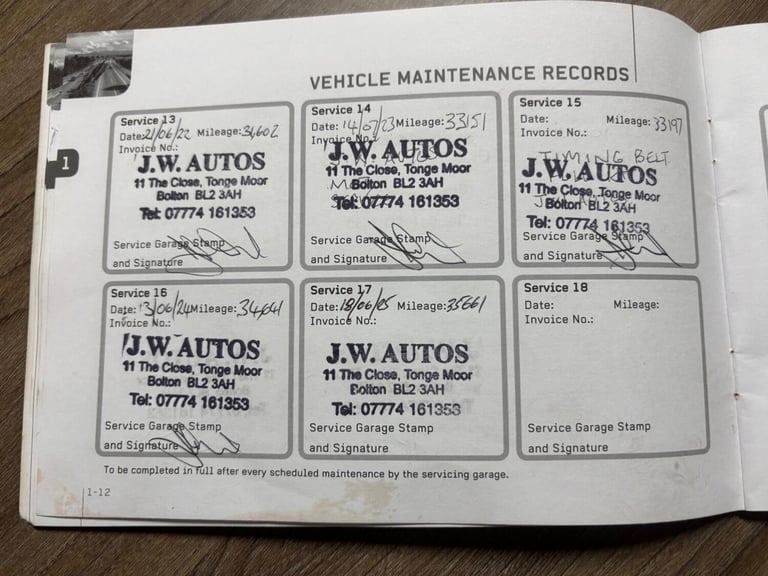 VEHICLE MAINTENANCE RECORDS
1
Service 13
Date: 21/06/22 Mileage: 31,602
Invoice No.:
J.W. AUTOS
11 The Close, Tonge Moor
Bolton BL2 3AH
Tel: 07774 161353
Service Garage Stamp
and Signature
Service 14
Date: 14/07/23 Mileage: 33151
Invoice No.:
J.W. AUTOS
11 The Close, Tonge Moor
Bolton BL2 3AH
Tel: 07774 161353
Service Garage Stamp
and Signature
Service 15
Date: Mileage: 33197
Invoice No.:
TIMING BELT
J.W. AUTOS
11 The Close, Tonge Moor
Bolton BL2 3AH
Tel: 07774 161353
Service Garage Stamp
and Signature
Service 16
Date: 13/06/24 Mileage: 34,641
Invoice No.:
J.W. AUTOS
11 The Close, Tonge Moor
Bolton BL2 3AH
Tel: 07774 161353
Service Garage Stamp
and Signature
Service 17
Date: 18/06/25 Mileage: 35661
Invoice No.:
J.W. AUTOS
11 The Close, Tonge Moor
Bolton BL2 3AH
Tel: 07774 161353
Service Garage Stamp
and Signature
Service 18
Date: Mileage:
Invoice No.:
Service Garage Stamp
and Signature
To be completed in full after every scheduled maintenance by the servicing garage.
1-12